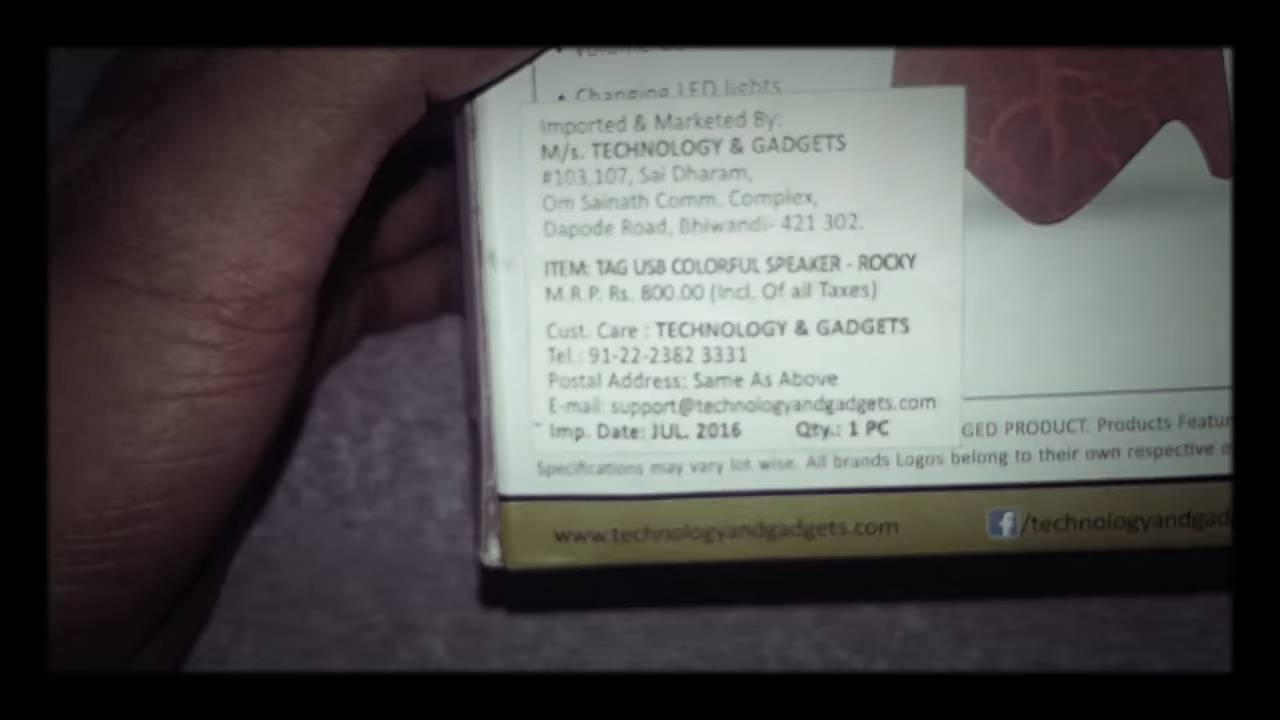 • Changing LED lights
Imported & Marketed By:
M/s. TECHNOLOGY & GADGETS
#103,107, Sai Dharam,
Om Sainath Comm. Complex,
Dapode Road, Bhiwandi- 421 302.
ITEM: TAG USB COLORFUL SPEAKER - ROCKY
M.R.P. Rs. 800.00 (Incl. Of all Taxes)
Cust. Care : TECHNOLOGY & GADGETS
Tel.: 91-22-2382 3331
Postal Address: Same As Above
E-mail: support@technologyandgadgets.com
Imp. Date: JUL. 2016 Qty.: 1 PC
GED PRODUCT. Products Featur
Specifications may vary lot wise. All brands Logos belong to their own respective o
www.technologyandgadgets.com
/technologyandgad